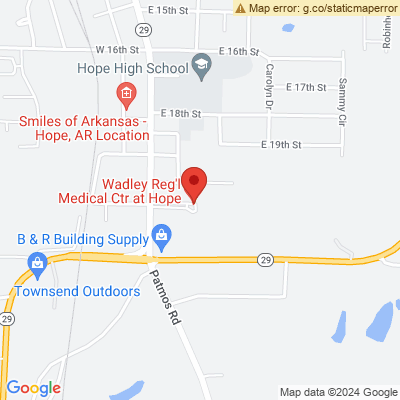 E 15th St
Map error: g.co/staticmaperror
29
W 16th St
E 16th St
Robinho
Hope High School
Carolyn Dr
E 17th St
Sammy Cir
Smiles of Arkansas -
Hope, AR Location
E 18th St
E 19th St
Wadley Reg'l
Medical Ctr at Hope
B & R Building Supply
29
Townsend Outdoors
Patmos Rd
29
Google
Map data ©2024 Google